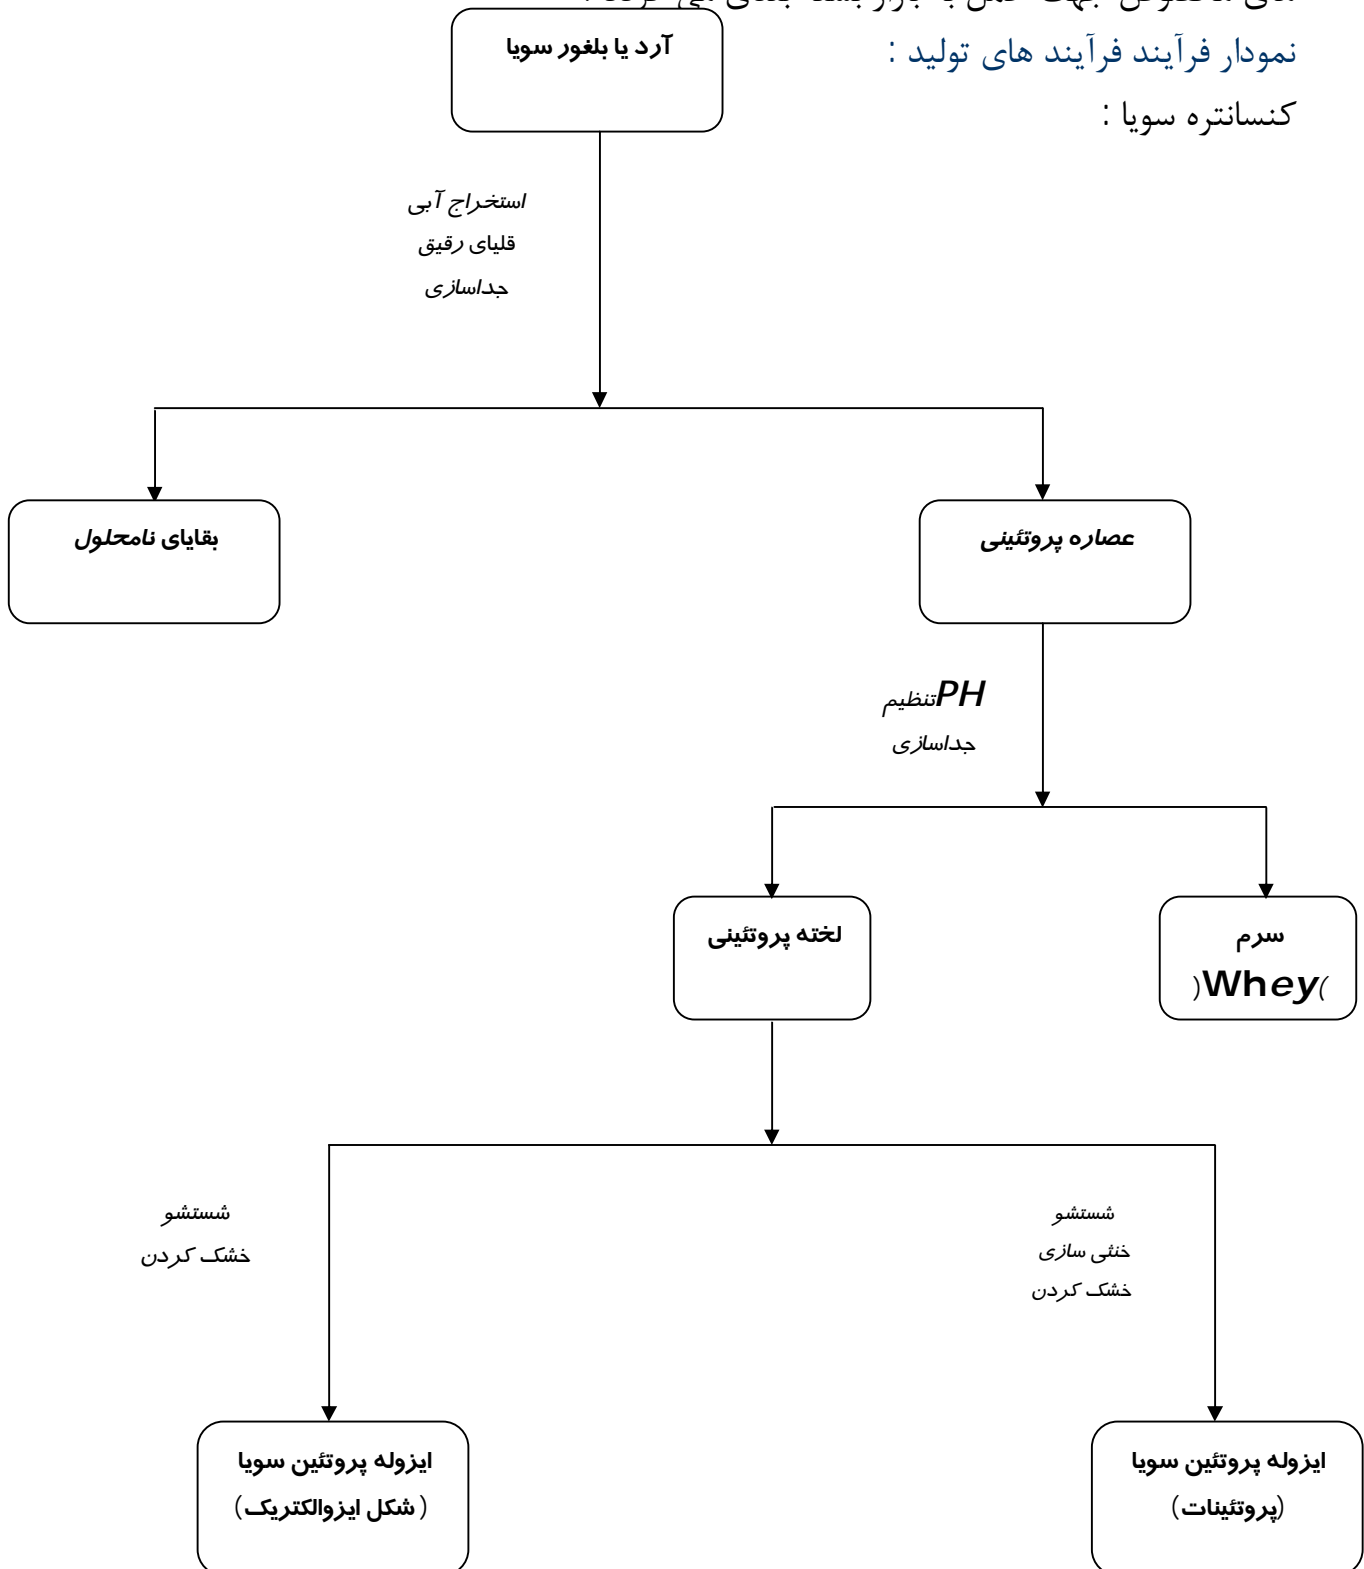 نمودار فرآیند فرآیند های تولید :
کنسانتره سویا :
آرد یا بلغور سویا
استخراج آبی
قلیای رقیق
جداسازی
عصاره پروتئینی
بقایای نامحلول
تنظیم PH
جداسازی
سرم
(Whey)
لخته پروتئینی
شستشو
خنثی سازی
خشک کردن
شستشو
خشک کردن
ایزوله پروتئین سویا
(پروتئینات)
ایزوله پروتئین سویا
(شکل ایزوالکتریک)